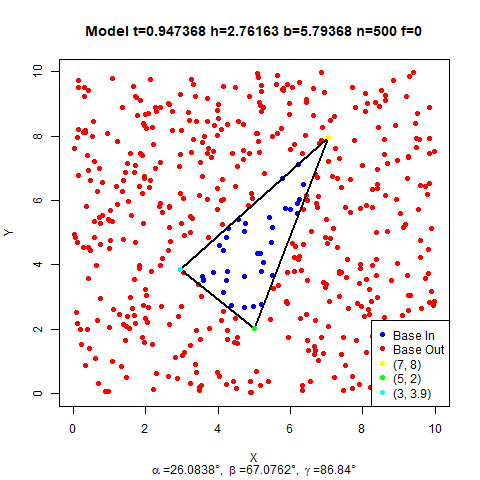 Model t=0.947368 h=2.76163 b=5.79368 n=500 f=0
10
8
6
4
2
0
Y
Base In
Base Out
(7, 8)
(5, 2)
(3, 3.9)
0 2 4 6 8 10
X
α=26.0838°, β=67.0762°, γ=86.84°